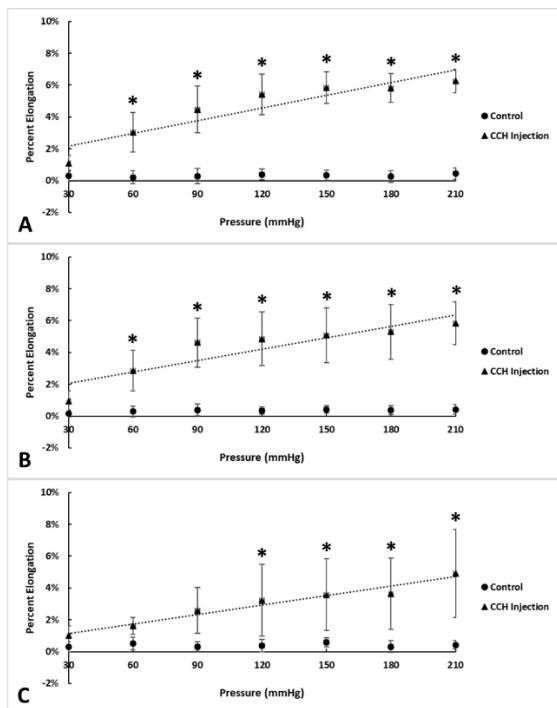 10%
8%
6%
4%
2%
0%
-2%
Percent Elongation
* * * * * *
30 60 90 120 150 180 210
Pressure (mmHg)
Control
CCH Injection
A
10%
8%
6%
4%
2%
0%
-2%
Percent Elongation
* * * * * *
30 60 90 120 150 180 210
Pressure (mmHg)
Control
CCH Injection
B
10%
8%
6%
4%
2%
0%
-2%
Percent Elongation
* * * *
30 60 90 120 150 180 210
Pressure (mmHg)
Control
CCH Injection
C